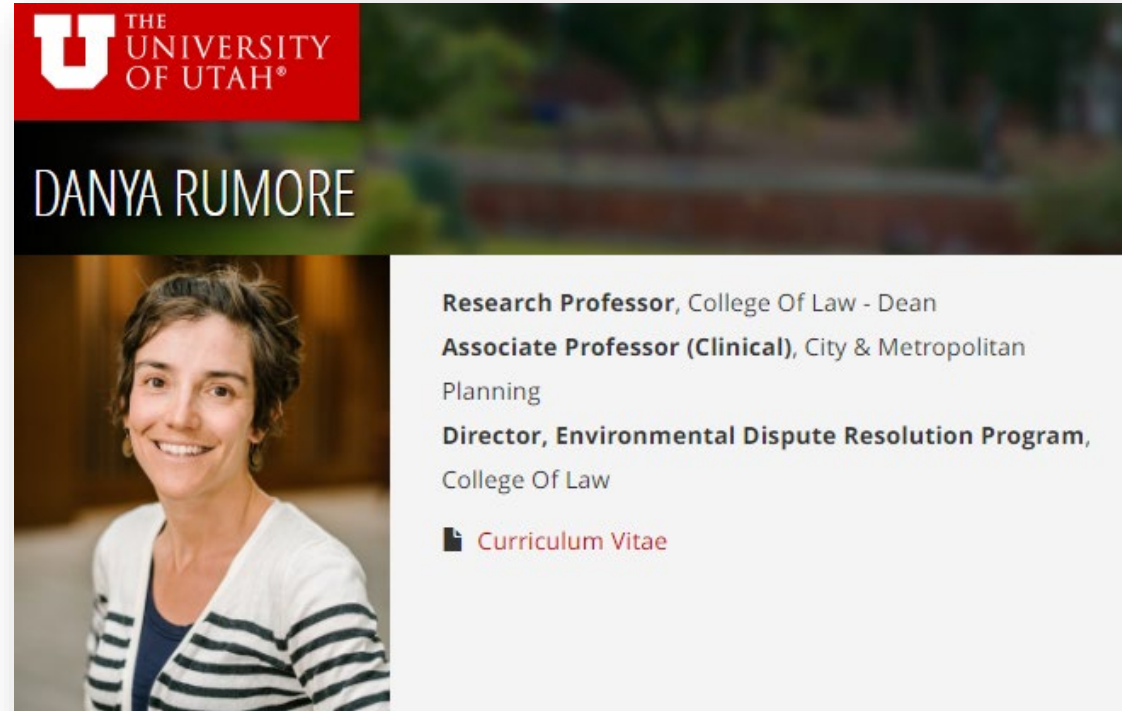 THE
UNIVERSITY
OF UTAH®
DANYA RUMORE
Research Professor, College Of Law - Dean
Associate Professor (Clinical), City & Metropolitan
Planning
Director, Environmental Dispute Resolution Program,
College Of Law
Curriculum Vitae